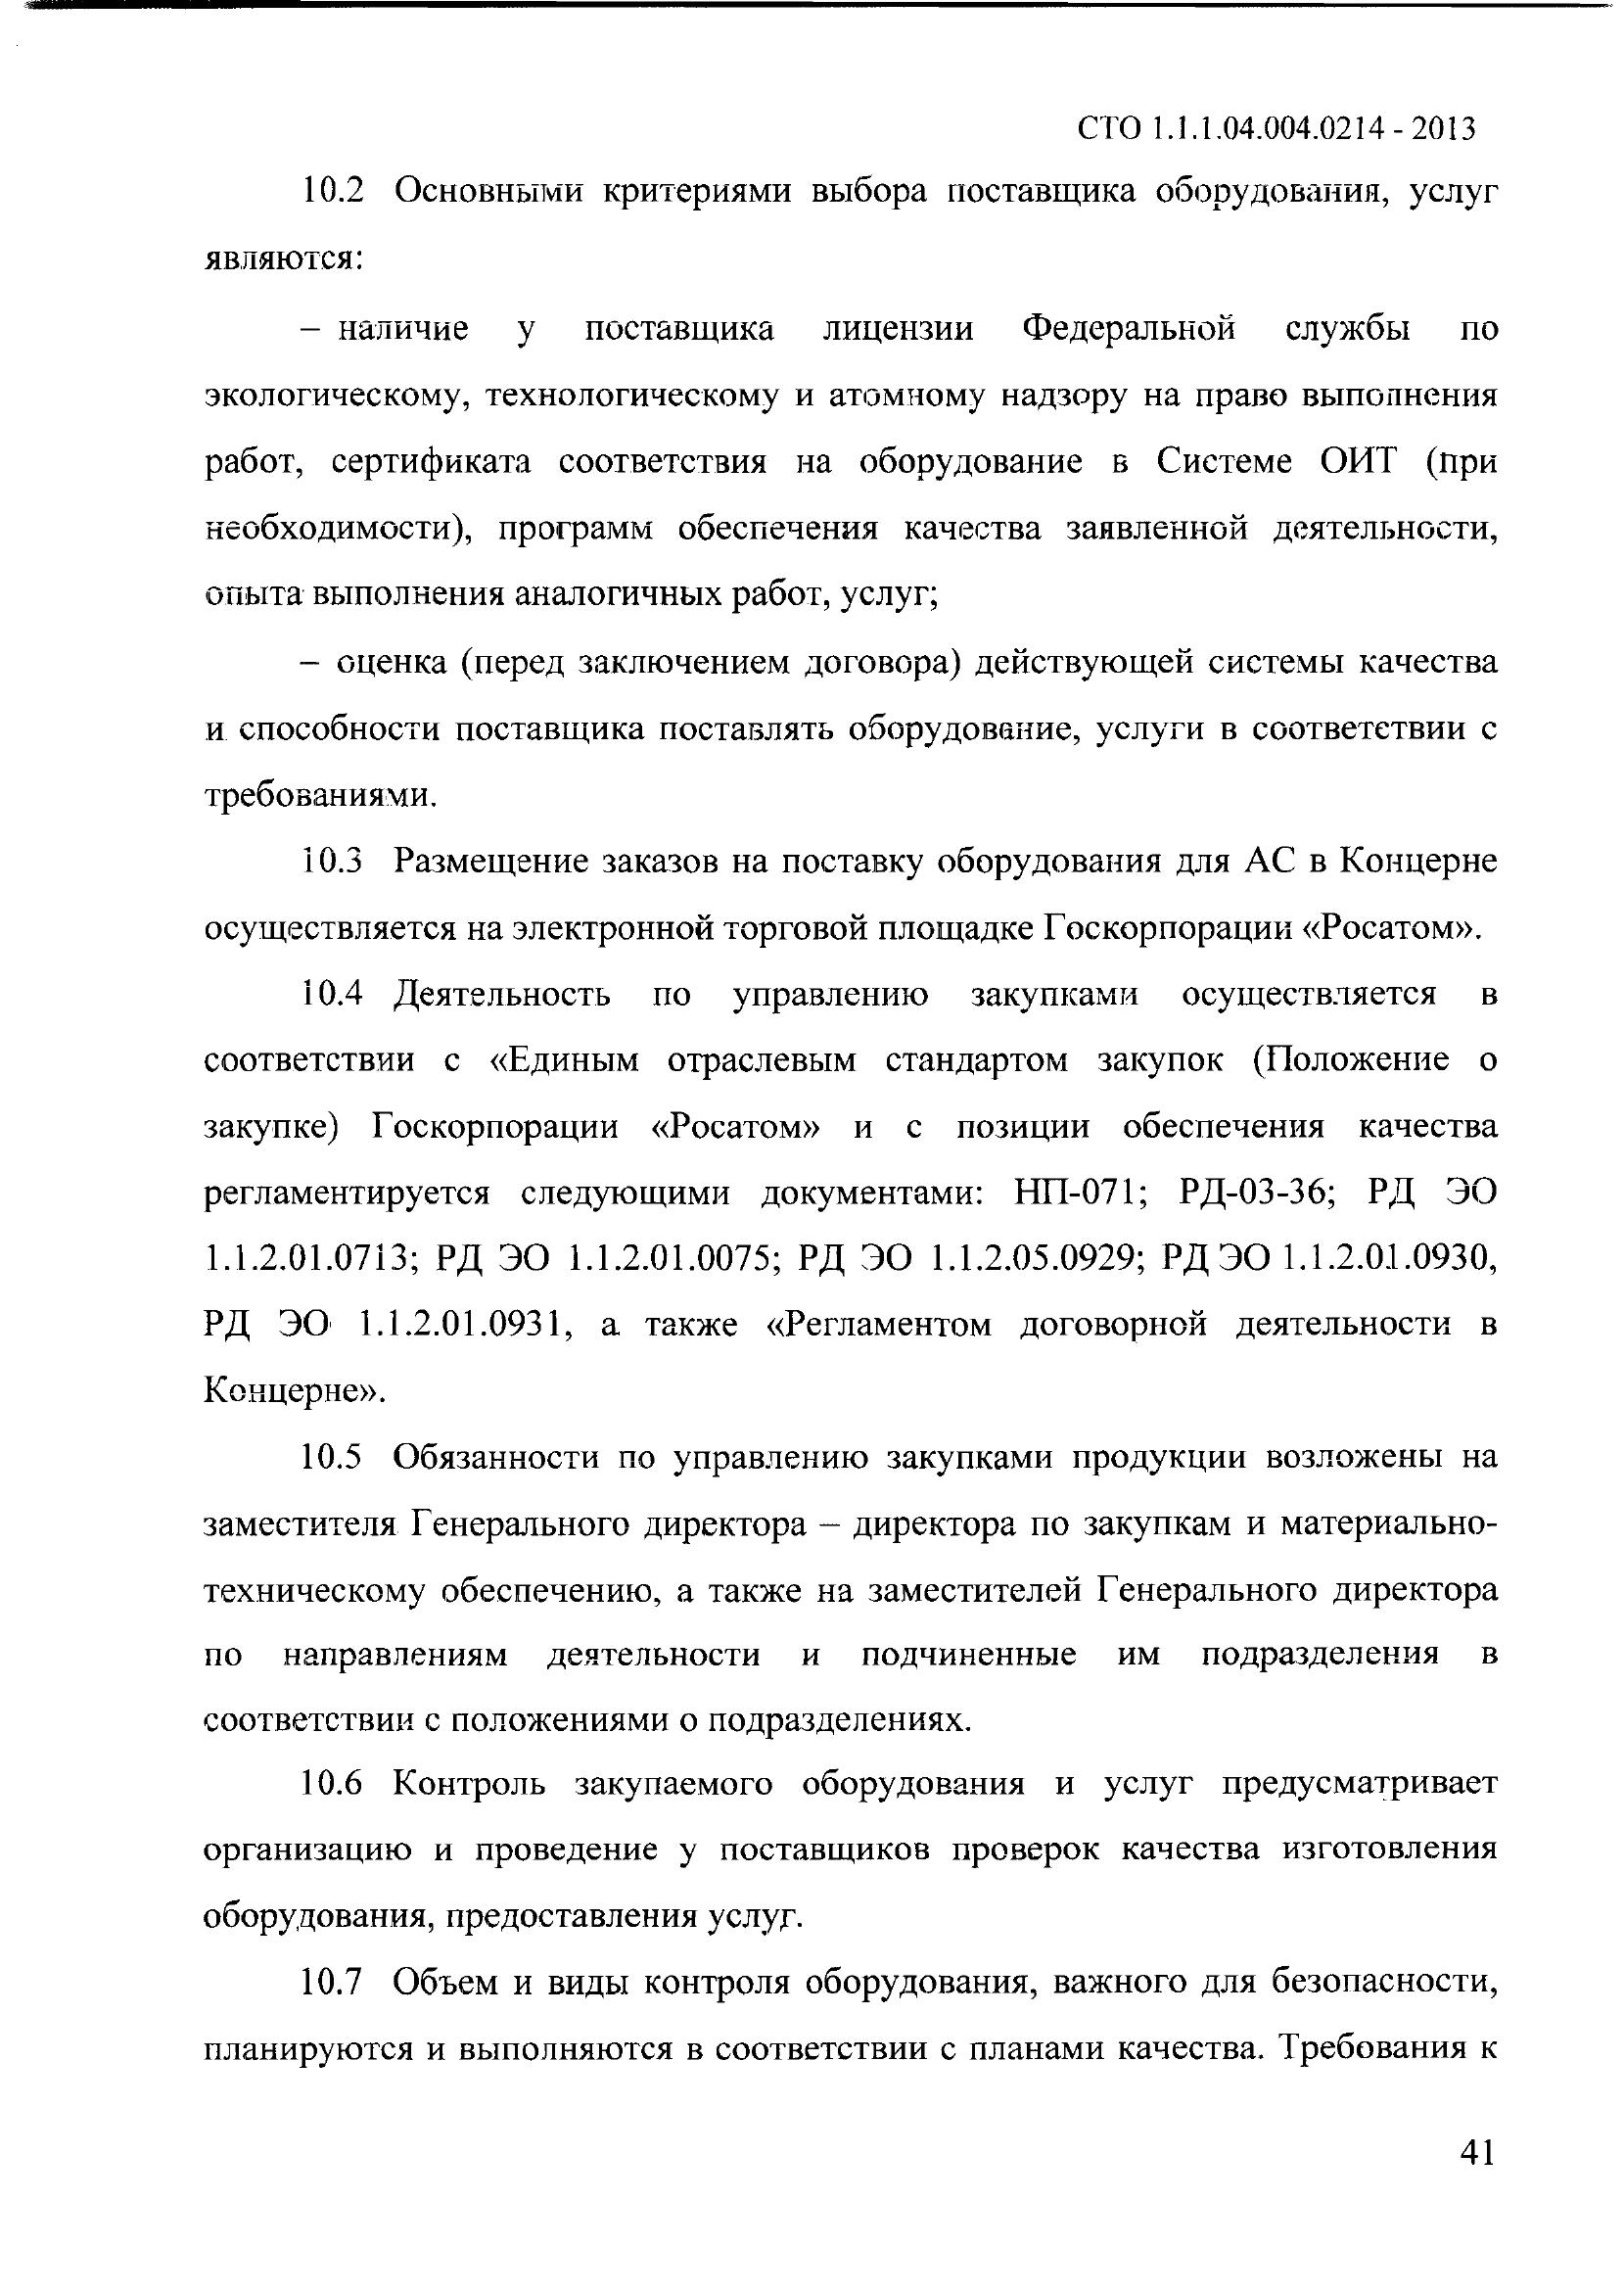 СТО 1.1.1.04.004.0214 - 2013
10.2 Основными критериями выбора поставщика оборудования, услуг
являются:
– наличие у поставщика лицензии Федеральной службы по
экологическому, технологическому и атомному надзору на право выполнения
работ, сертификата соответствия на оборудование в Системе ОИТ (при
необходимости), программ обеспечения качества заявленной деятельности,
опыта выполнения аналогичных работ, услуг;
– оценка (перед заключением договора) действующей системы качества
и способности поставщика поставлять оборудование, услуги в соответствии с
требованиями.
10.3 Размещение заказов на поставку оборудования для АС в Концерне
осуществляется на электронной торговой площадке Госкорпорации «Росатом».
10.4 Деятельность по управлению закупками осуществляется в
соответствии с «Единым отраслевым стандартом закупок (Положение о
закупке) Госкорпорации «Росатом» и с позиции обеспечения качества
регламентируется следующими документами: НП-071; РД-03-36; РД ЭО
1.1.2.01.0713; РД ЭО 1.1.2.01.0075; РД ЭО 1.1.2.05.0929; РД ЭО 1.1.2.01.0930,
РД ЭО 1.1.2.01.0931, а также «Регламентом договорной деятельности в
Концерне».
10.5 Обязанности по управлению закупками продукции возложены на
заместителя Генерального директора – директора по закупкам и материально-
техническому обеспечению, а также на заместителей Генерального директора
по направлениям деятельности и подчиненные им подразделения в
соответствии с положениями о подразделениях.
10.6 Контроль закупаемого оборудования и услуг предусматривает
организацию и проведение у поставщиков проверок качества изготовления
оборудования, предоставления услуг.
10.7 Объем и виды контроля оборудования, важного для безопасности,
планируются и выполняются в соответствии с планами качества. Требования к
41